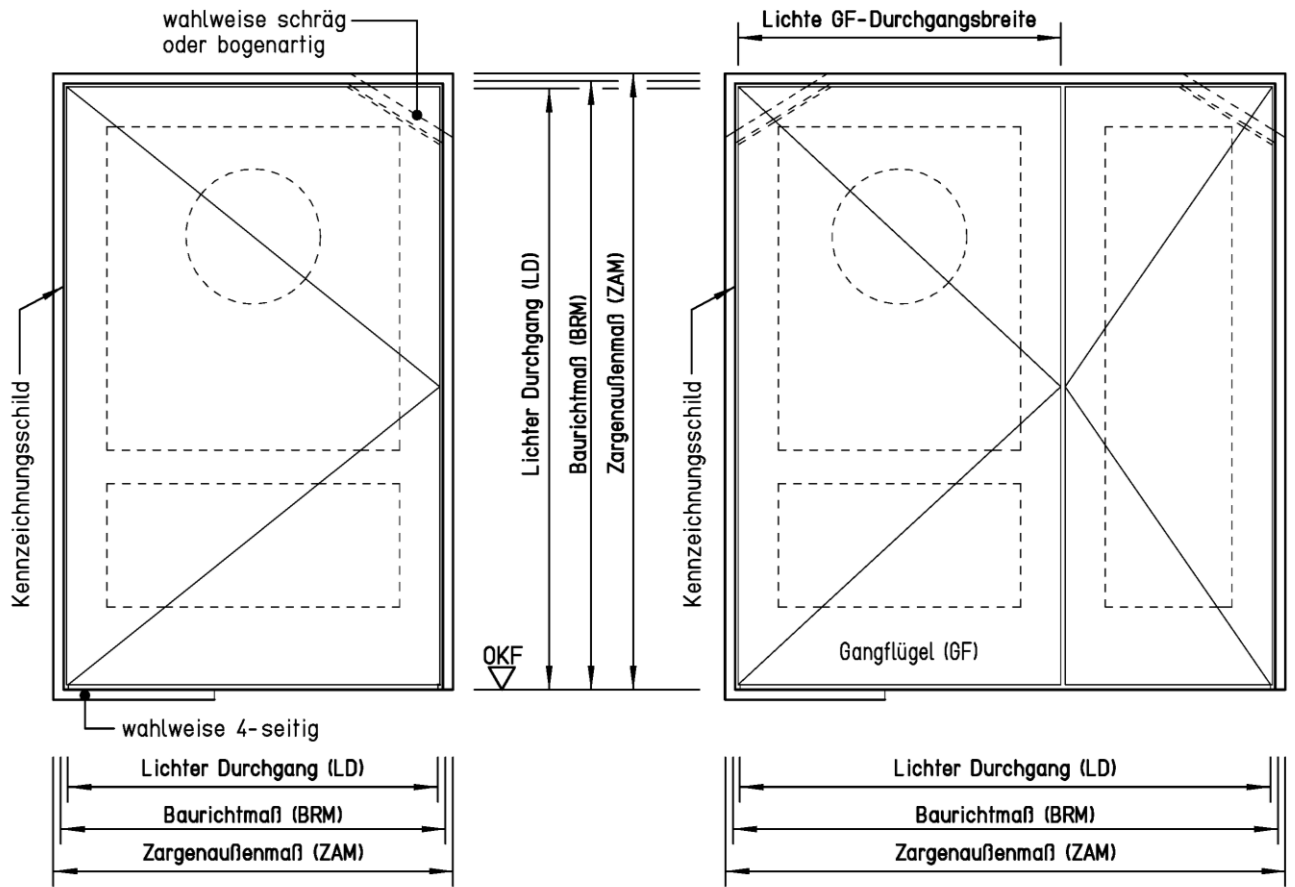 wahlweise schräg
oder bogenartig
Kennzeichnungsschild
wahlweise 4-seitig
Lichter Durchgang (LD)
Baurichtmaß (BRM)
Zargenaußenmaß (ZAM)
OKF
Lichter Durchgang (LD)
Baurichtmaß (BRM)
Zargenaußenmaß (ZAM)
Lichte GF-Durchgangsbreite
Kennzeichnungsschild
Gangflügel (GF)
Lichter Durchgang (LD)
Baurichtmaß (BRM)
Zargenaußenmaß (ZAM)